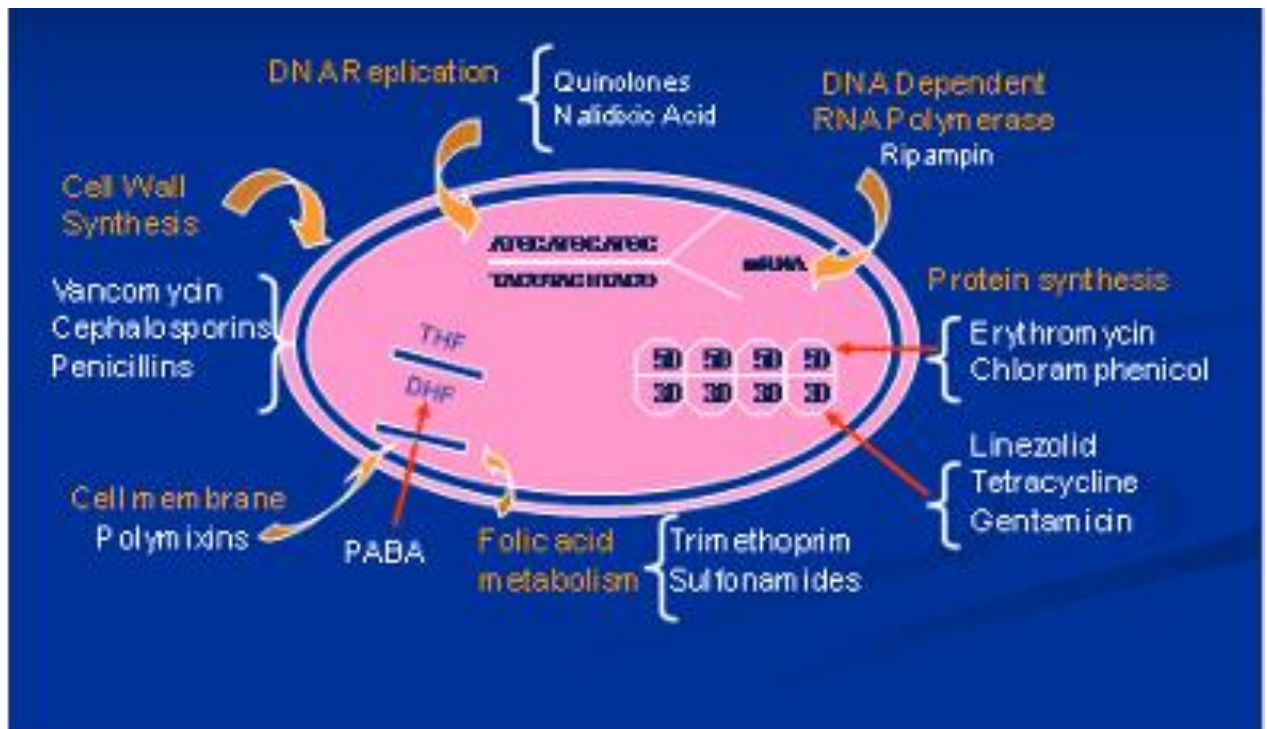 DNA Replication
Quinolones
Nalidixic Acid
DNA Dependent
RNA Polymerase
Ripampin
Cell Wall
Synthesis
Vancomycin
Cephalosporins
Penicillins
mRNA
Protein synthesis
Erythromycin
Chloramphenicol
THF
DHF
50 50 50 50
30 30 30 30
Linezolid
Tetracycline
Gentamicin
Cell membrane
Polymixins
PABA
Folic acid
metabolism
Trimethoprim
Sulfonamides